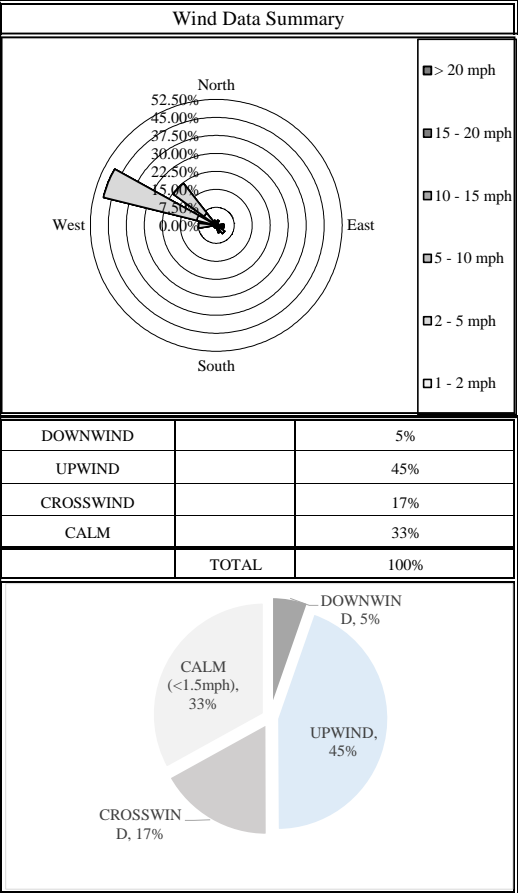 Wind Data Summary
North
52.50%
45.00%
37.50%
30.00%
22.50%
15.00%
7.50%
0.00%
West
East
South
> 20 mph
15 - 20 mph
10 - 15 mph
5 - 10 mph
2 - 5 mph
1 - 2 mph
DOWNWIND 5%
UPWIND 45%
CROSSWIND 17%
CALM 33%
TOTAL 100%
DOWNWIN
D, 5%
CALM
(<1.5mph),
33%
UPWIND,
45%
CROSSWIN
D, 17%